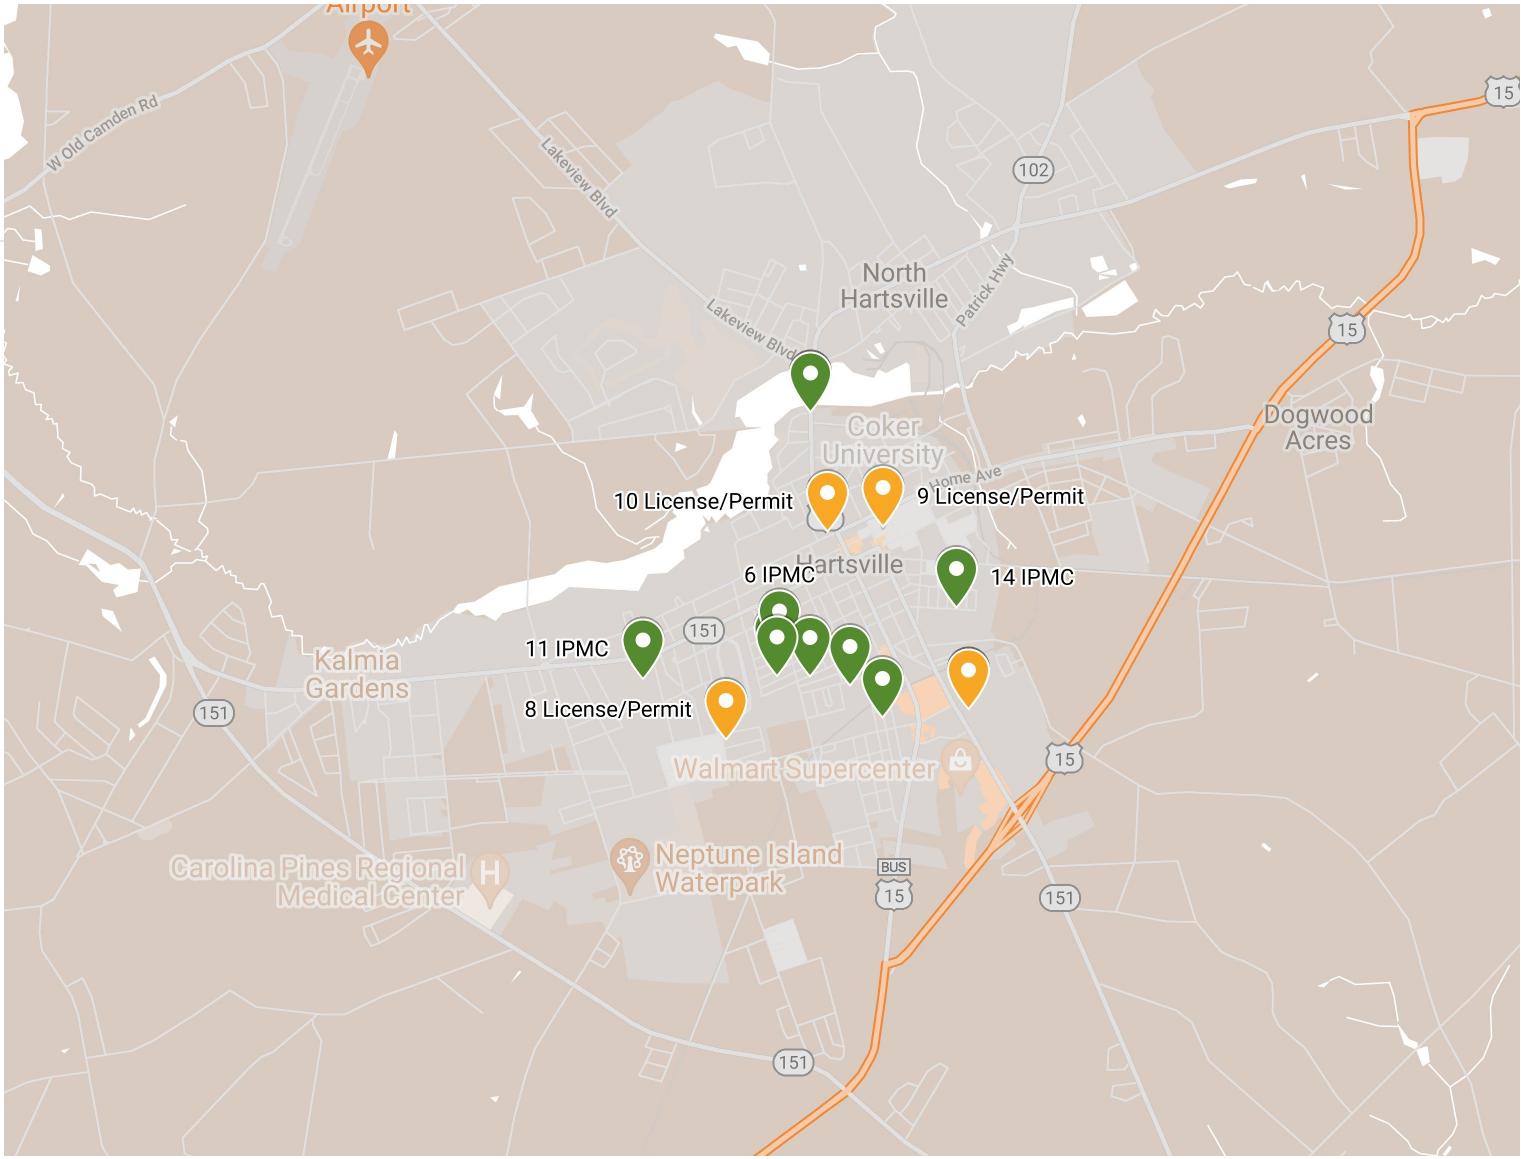 Airport
15
W Old Camden Rd
Lakeview Blvd
102
North
Hartsville
Patrick Hwy
Lakeview Blvd
15
Dogwood
Acres
Coker
University
Home Ave
10 License/Permit
9 License/Permit
Hartsville
6 IPMC
14 IPMC
151
11 IPMC
Kalmia
Gardens
8 License/Permit
151
15
Walmart Supercenter
Neptune Island
Waterpark
Carolina Pines Regional
Medical Center
H
BUS
15
151
151